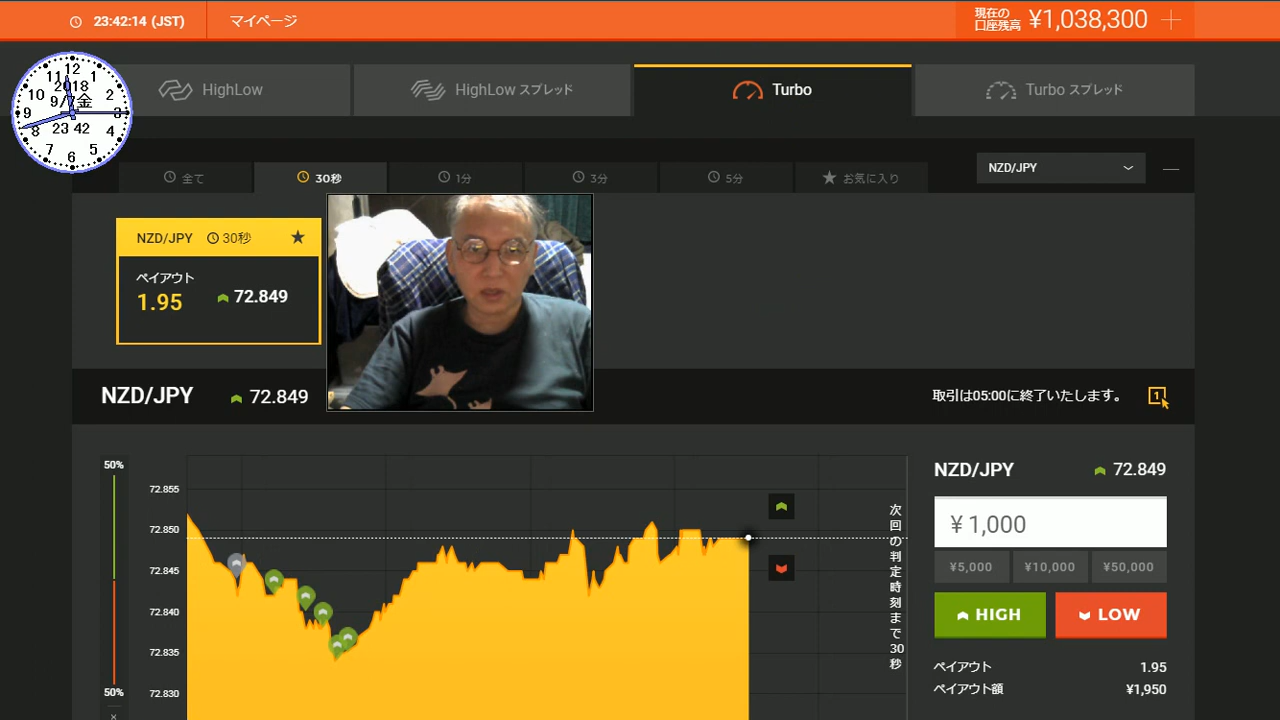 23:42:14 (JST)
マイページ
現在の
口座残高
¥1,038,300
12
1
2
3
4
5
6
7
8
9
10
11
2018
9/7金
23 42
HighLow
HighLow スプレッド
Turbo
Turbo スプレッド
全て
30秒
1分
3分
5分
お気に入り
NZD/JPY
NZD/JPY 30秒
ペイアウト
1.95
72.849
NZD/JPY 72.849
取引は05:00に終了いたします。
1
50%
50%
x
72.855
72.850
72.845
72.840
72.835
72.830
次回の判定時刻まで30秒
NZD/JPY 72.849
¥ 1,000
¥5,000
¥10,000
¥50,000
HIGH
LOW
ペイアウト 1.95
ペイアウト額 ¥1,950